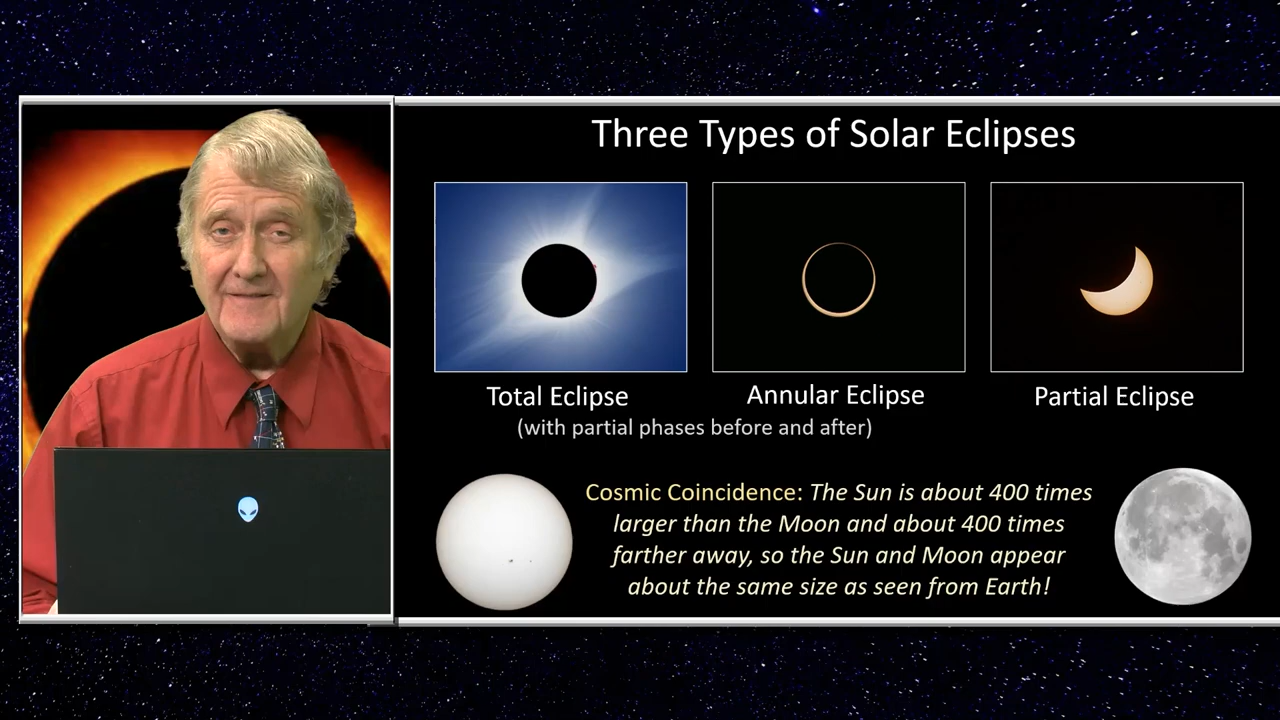 Three Types of Solar Eclipses
Total Eclipse
Annular Eclipse
Partial Eclipse
(with partial phases before and after)
Cosmic Coincidence: The Sun is about 400 times
larger than the Moon and about 400 times
farther away, so the Sun and Moon appear
about the same size as seen from Earth!